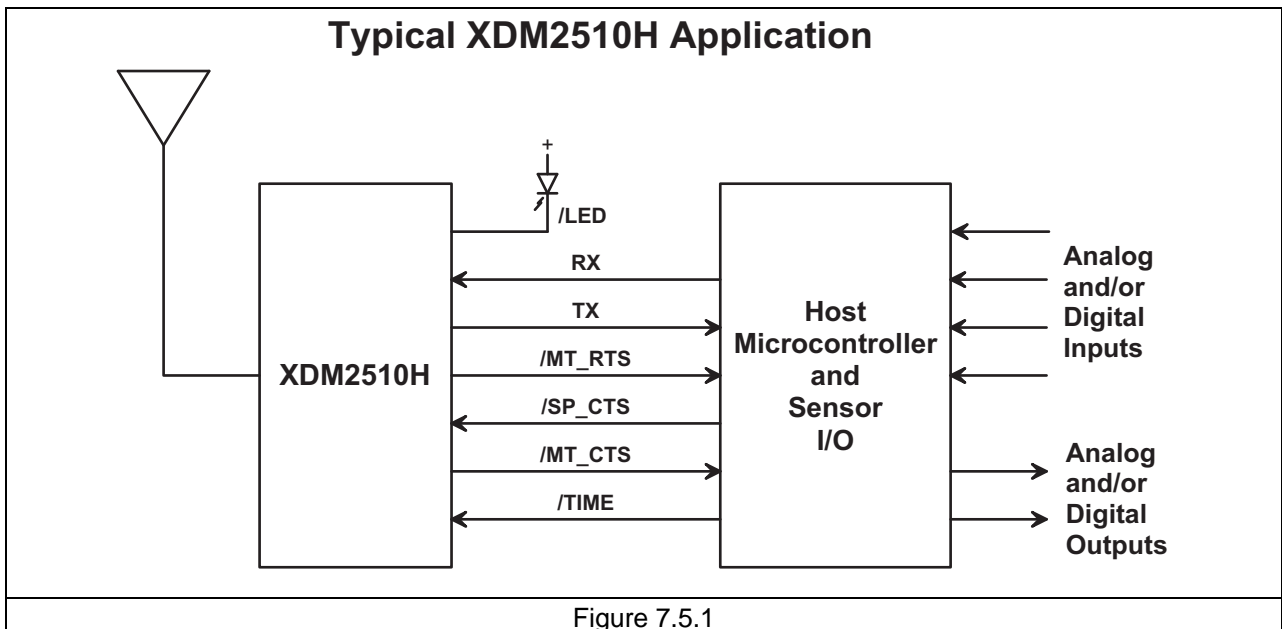 Typical XDM2510H Application
+
/LED
RX
TX
/MT_RTS
/SP_CTS
/MT_CTS
/TIME
XDM2510H
Host
Microcontroller
and
Sensor
I/O
Analog
and/or
Digital
Inputs
Analog
and/or
Digital
Outputs
Figure 7.5.1